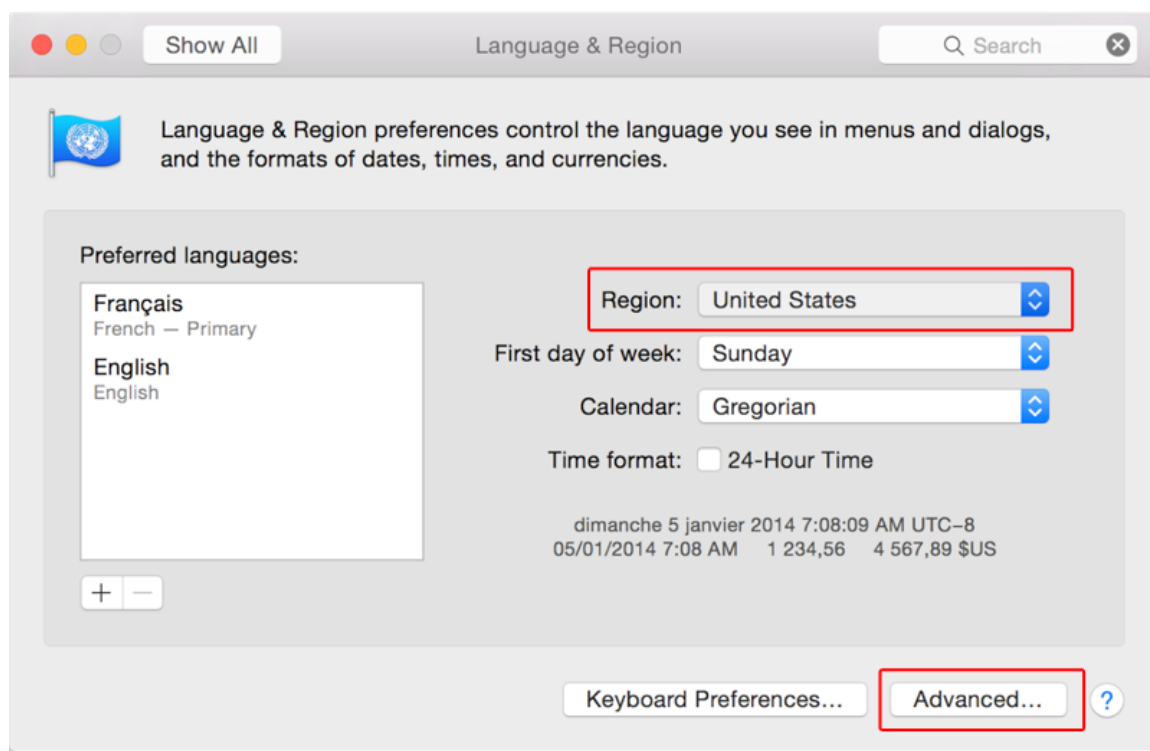 Show All
Language & Region
Search
Language & Region preferences control the language you see in menus and dialogs,
and the formats of dates, times, and currencies.
Preferred languages:
Français
French — Primary
English
English
+ −
Region: United States
First day of week: Sunday
Calendar: Gregorian
Time format: 24-Hour Time
dimanche 5 janvier 2014 7:08:09 AM UTC−8
05/01/2014 7:08 AM 1 234,56 4 567,89 $US
Keyboard Preferences...
Advanced...
?